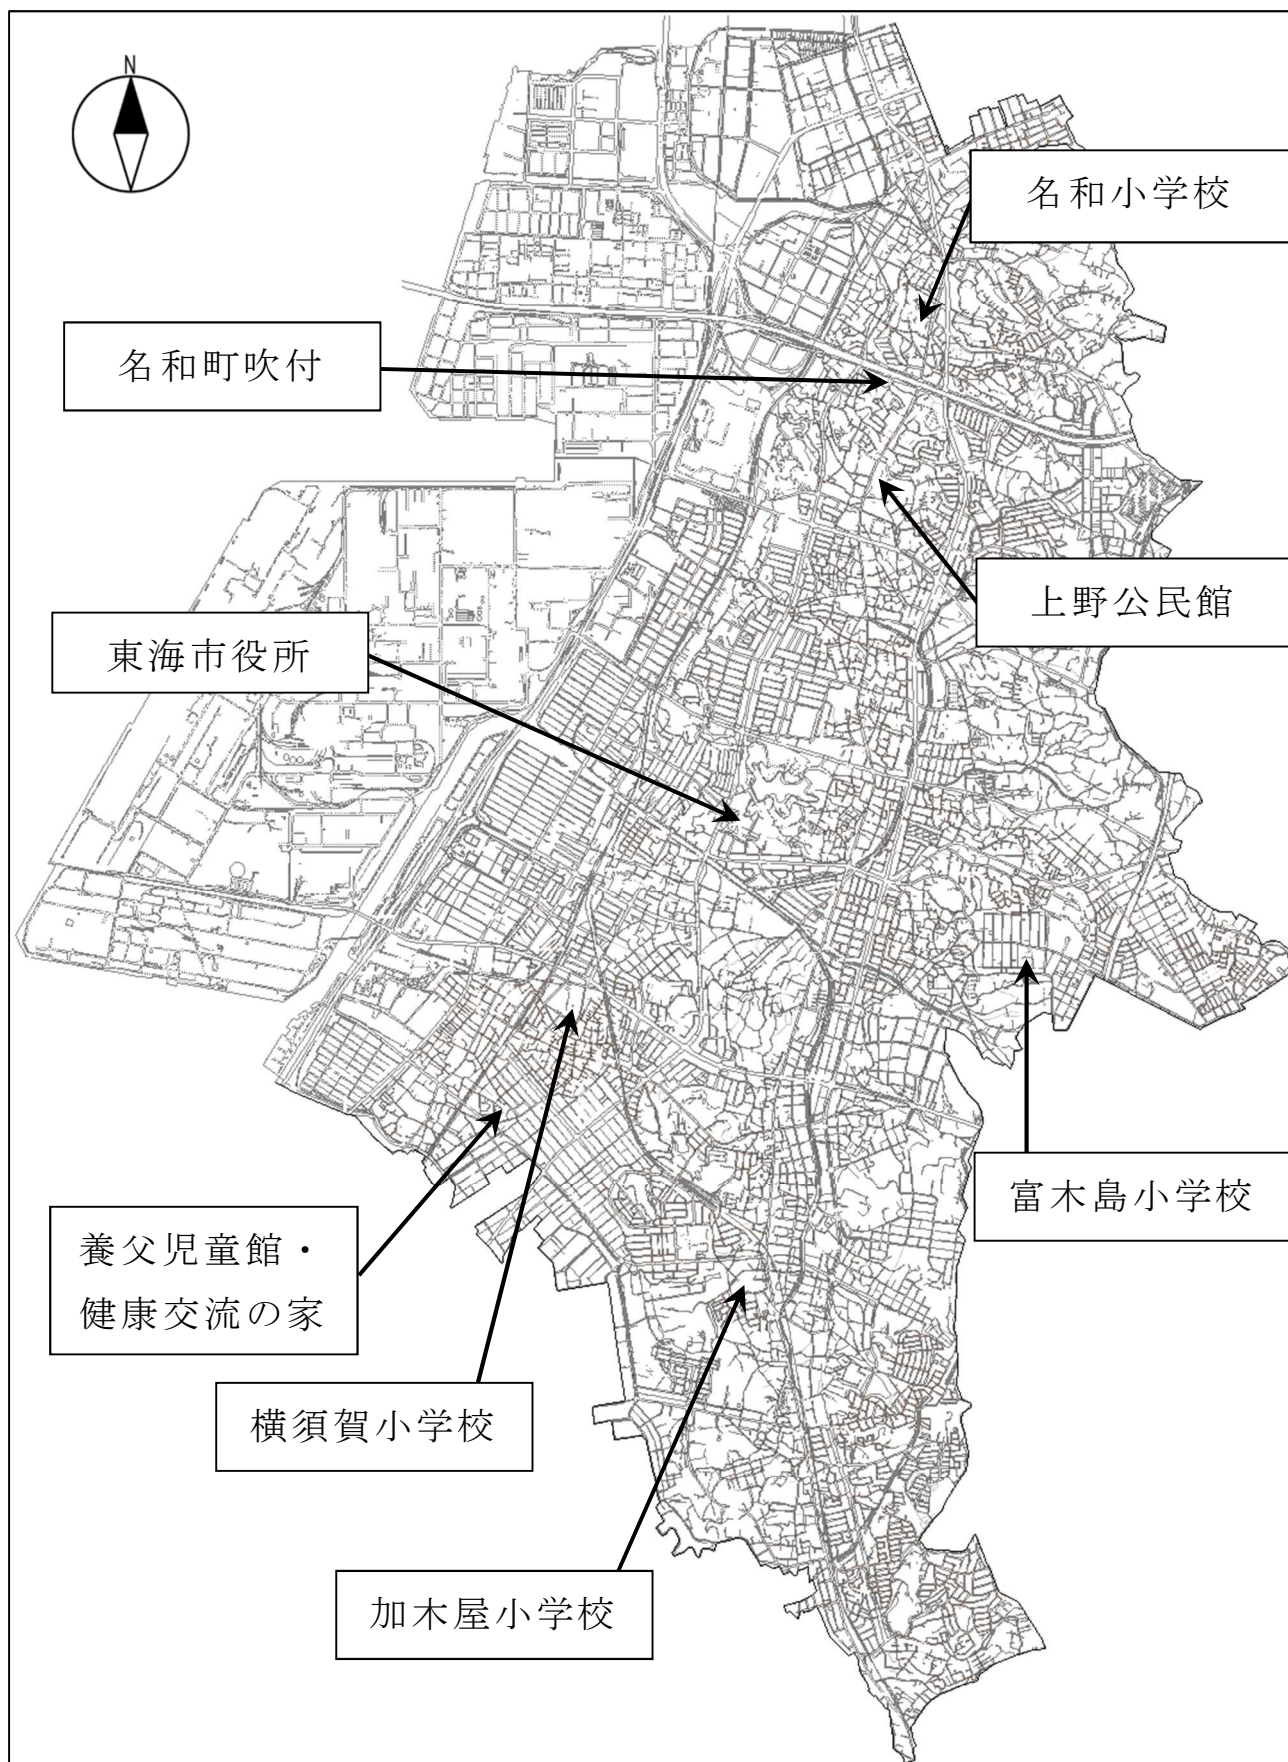 N
名和小学校
名和町吹付
上野公民館
東海市役所
富木島小学校
養父児童館・
健康交流の家
横須賀小学校
加木屋小学校